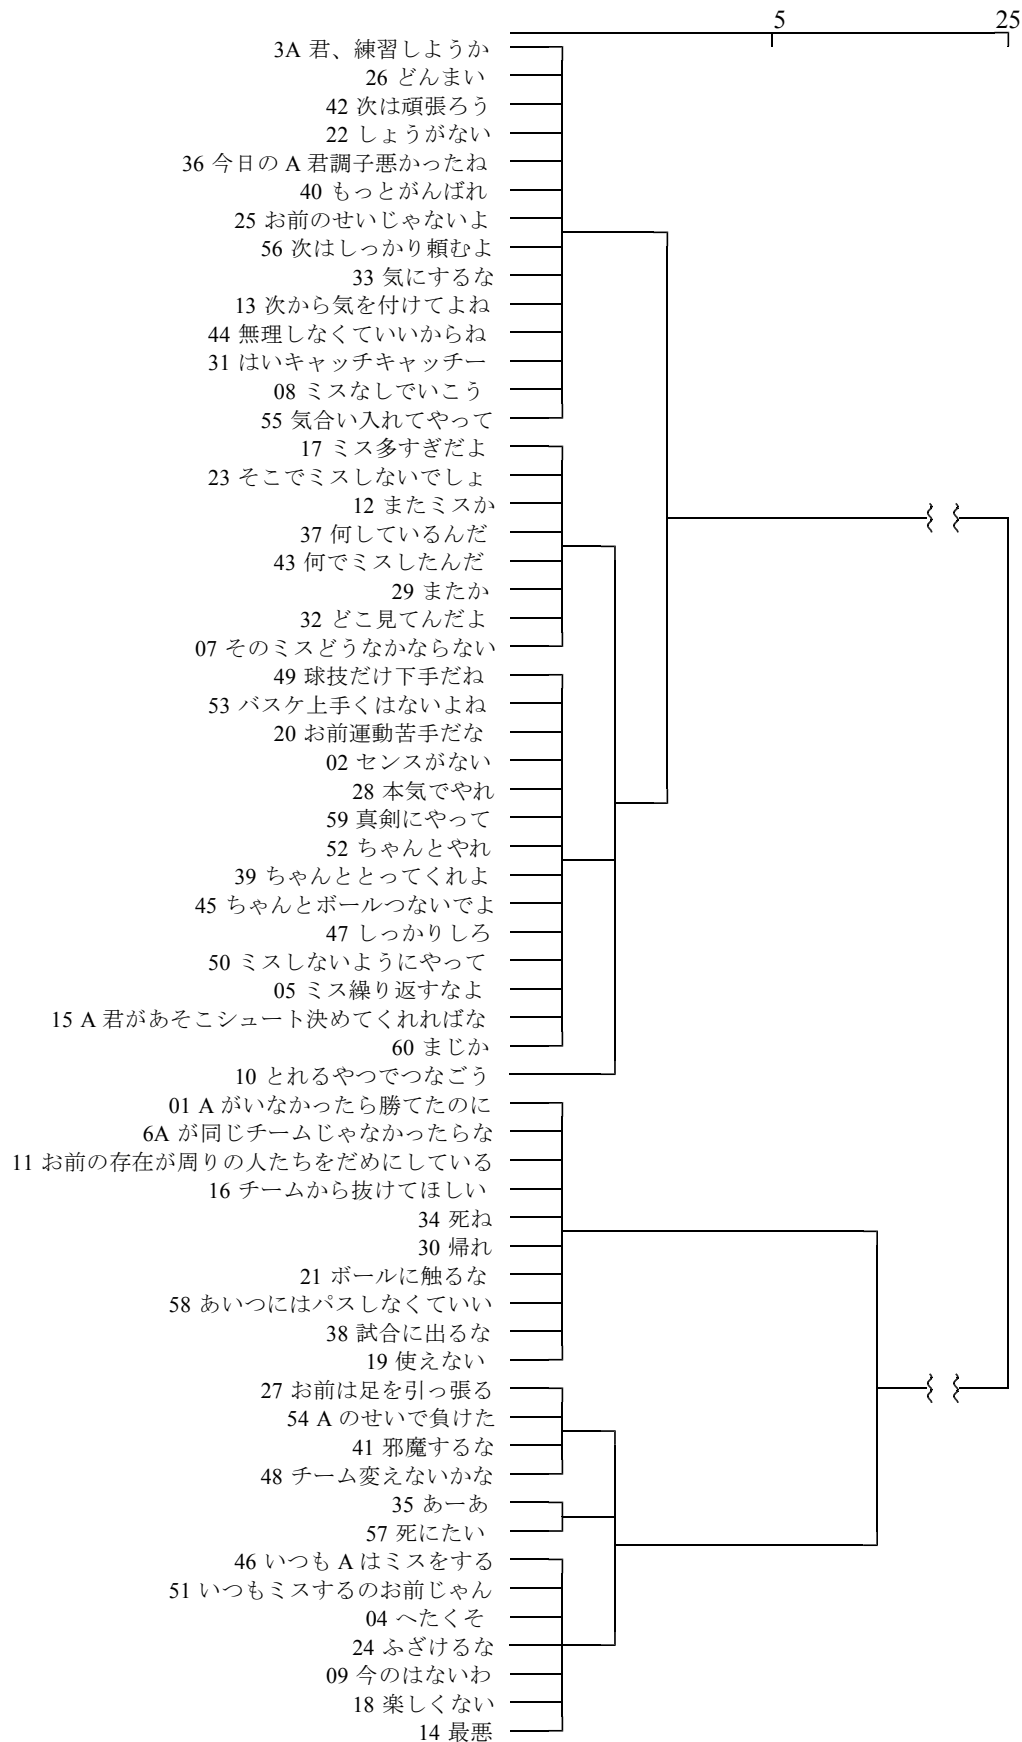 5 25
3A 君、練習しようか
26 どんまい
42 次は頑張ろう
22 しょうがない
36 今日の A 君調子悪かったね
40 もっとがんばれ
25 お前のせいじゃないよ
56 次はしっかり頼むよ
33 気にするな
13 次から気を付けてよね
44 無理しなくていいからね
31 はいキャッチキャッチー
08 ミスなしでいこう
55 気合い入れてやって
17 ミス多すぎだよ
23 そこでミスしないでしょ
12 またミスか
37 何しているんだ
43 何でミスしたんだ
29 またか
32 どこ見てんだよ
07 そのミスどうなかならない
49 球技だけ下手だね
53 バスケ上手くはないよね
20 お前運動苦手だな
02 センスがない
28 本気でやれ
59 真剣にやって
52 ちゃんとやれ
39 ちゃんととってくれよ
45 ちゃんとボールつないでよ
47 しっかりしろ
50 ミスしないようにやって
05 ミス繰り返すなよ
15 A 君があそこシュート決めてくれればな
60 まじか
10 とれるやつでつなごう
01 A がいなかったら勝てたのに
6A が同じチームじゃなかったらな
11 お前の存在が周りの人たちをだめにしている
16 チームから抜けてほしい
34 死ね
30 帰れ
21 ボールに触るな
58 あいつにはパスしなくていい
38 試合に出るな
19 使えない
27 お前は足を引っ張る
54 A のせいで負けた
41 邪魔するな
48 チーム変えないかな
35 あーあ
57 死にたい
46 いつも A はミスをする
51 いつもミスするのお前じゃん
04 へたくそ
24 ふざけるな
09 今のはないわ
18 楽しくない
14 最悪